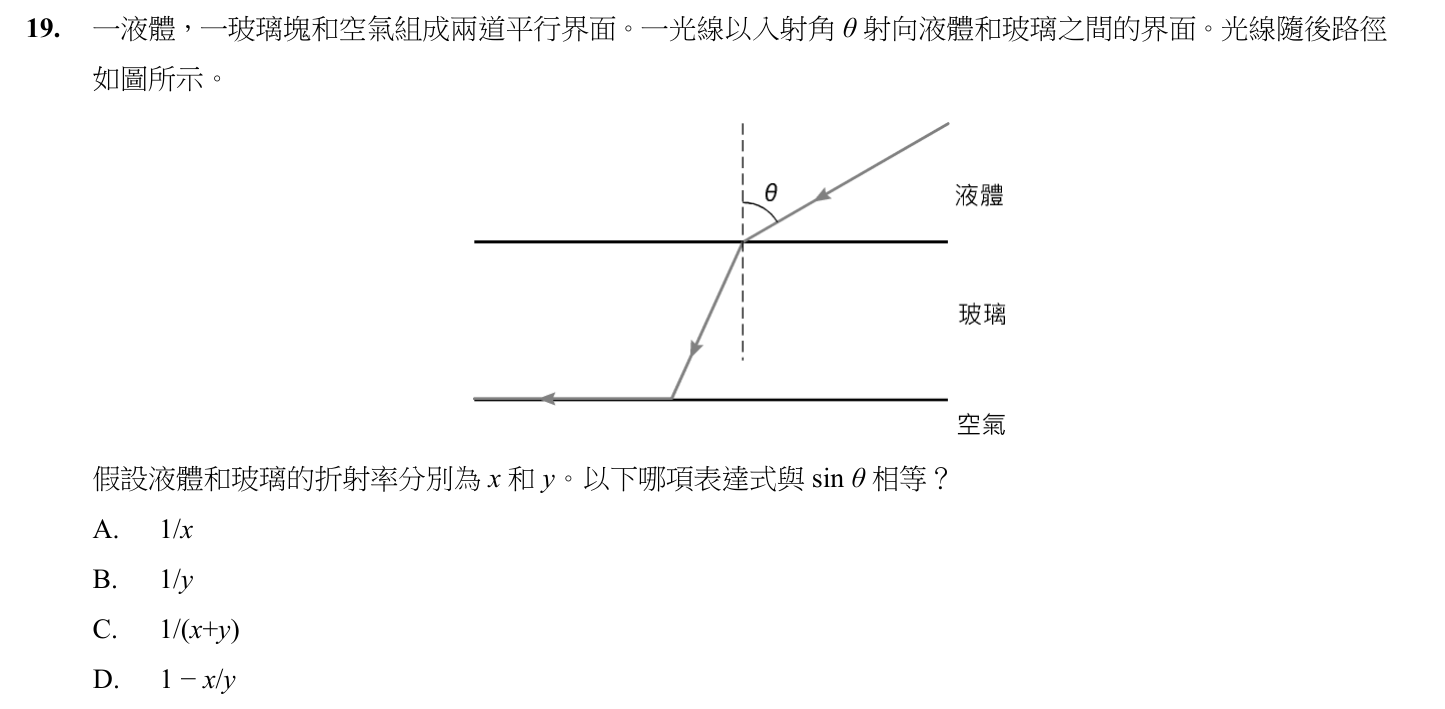 19. 一液體，一玻璃塊和空氣組成兩道平行界面。一光線以入射角 θ 射向液體和玻璃之間的界面。光線隨後路徑
如圖所示。
θ
液體
玻璃
空氣
假設液體和玻璃的折射率分別為 x 和 y。以下哪項表達式與 sin θ 相等？
A. 1/x
B. 1/y
C. 1/(x+y)
D. 1 − x/y